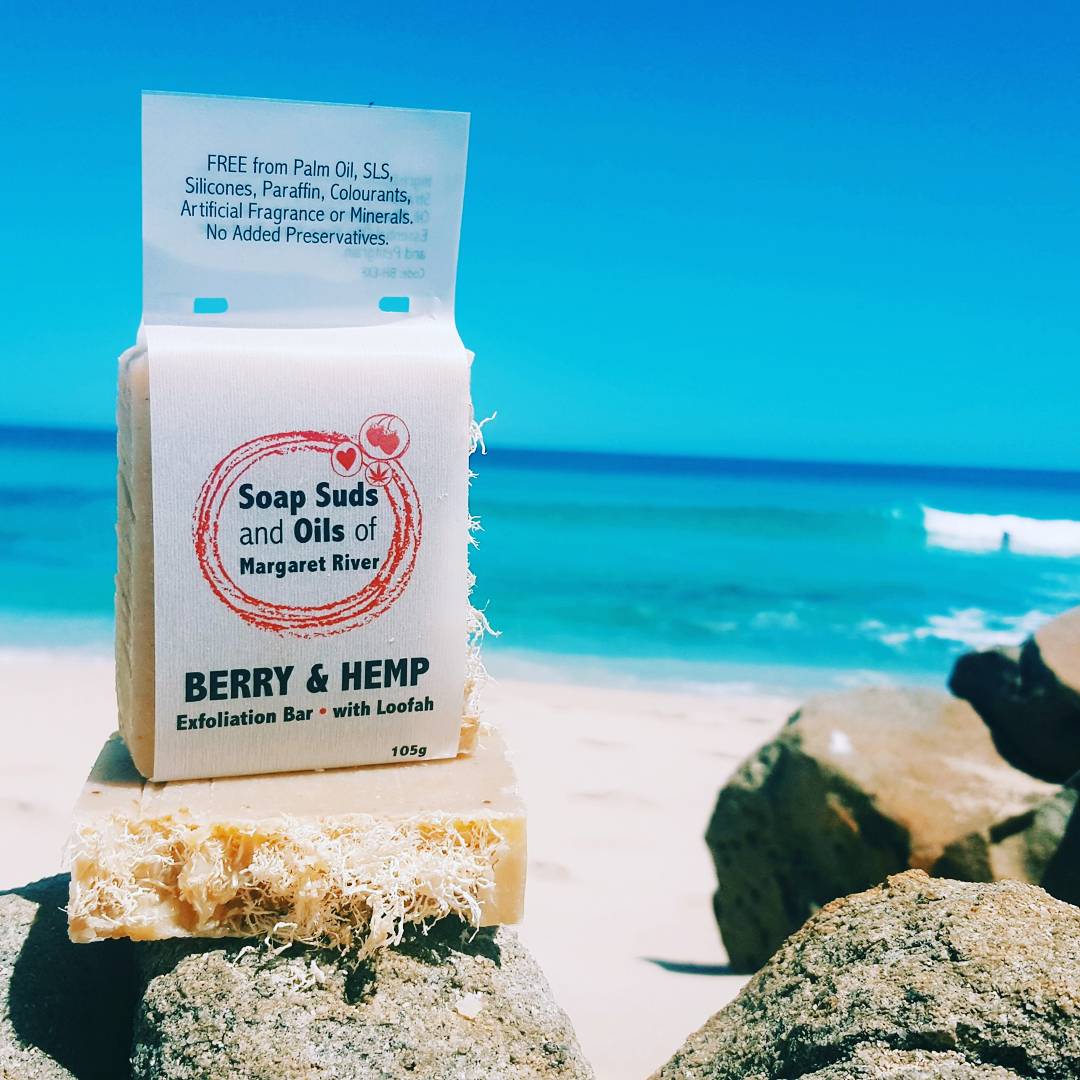 FREE from Palm Oil, SLS,
Silicones, Paraffin, Colourants,
Artificial Fragrance or Minerals.
No Added Preservatives.
Soap Suds
and Oils of
Margaret River
BERRY & HEMP
Exfoliation Bar • with Loofah
105g